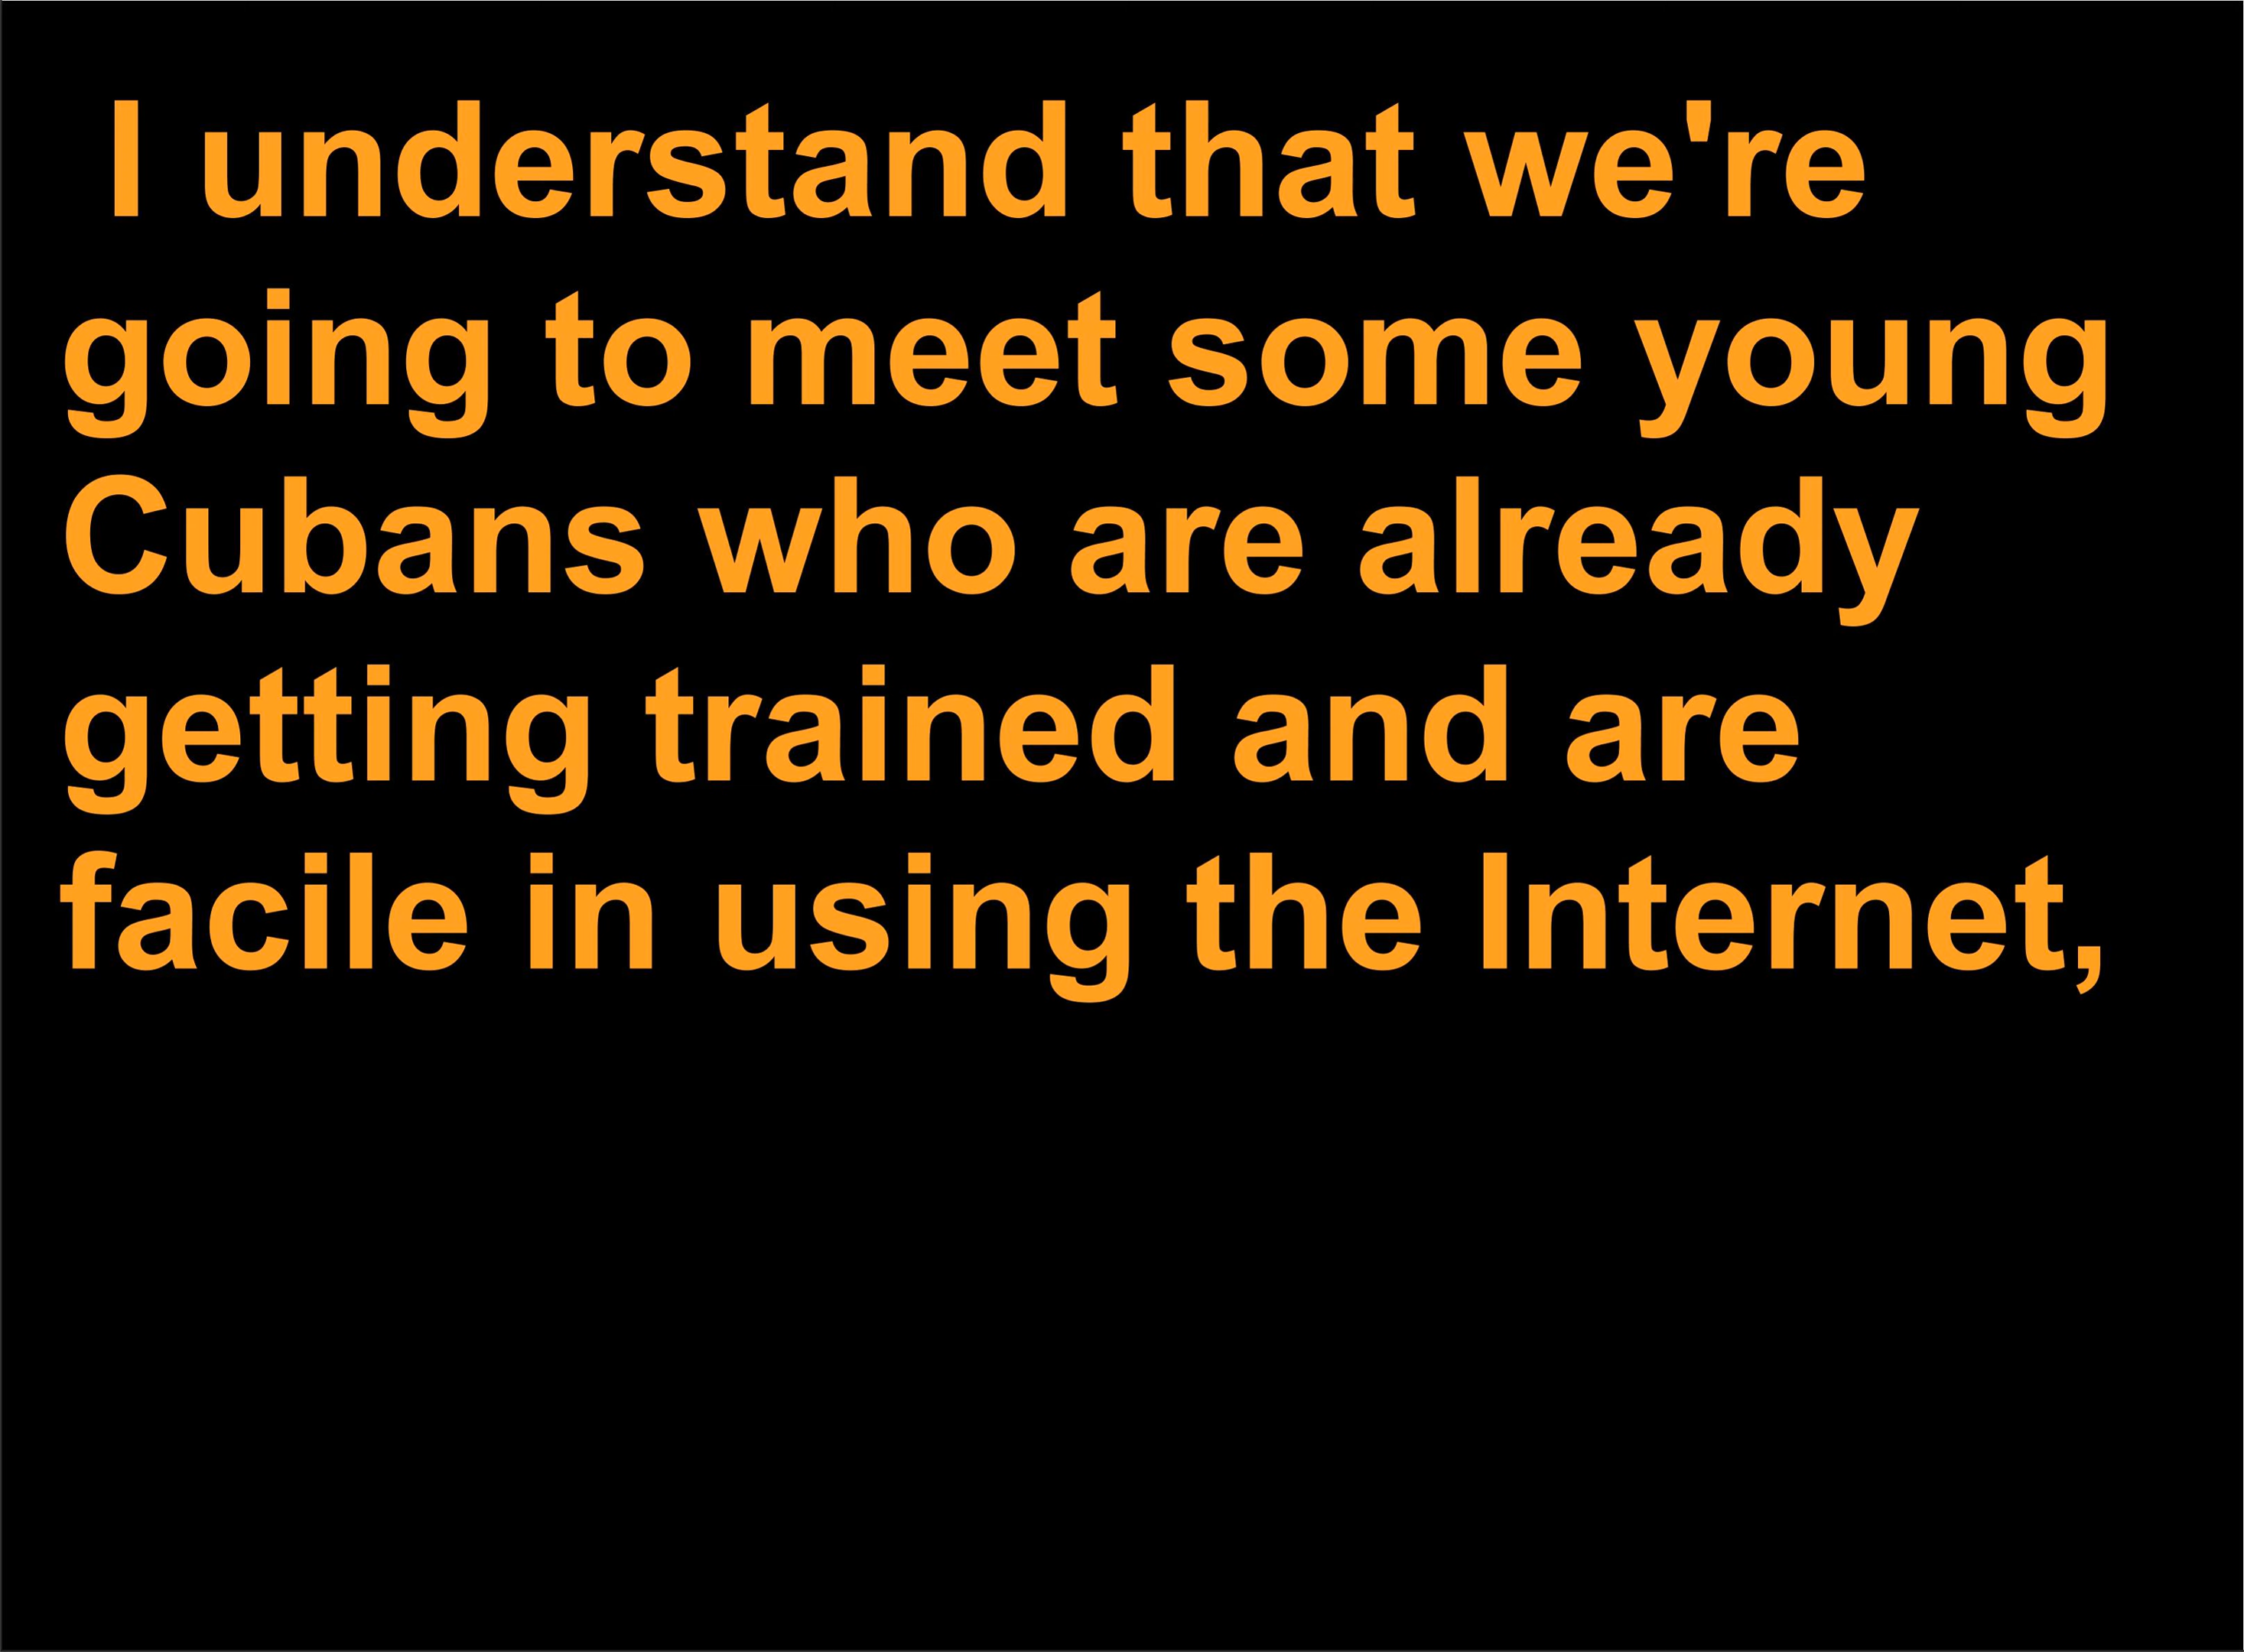 I understand that we're
going to meet some young
Cubans who are already
getting trained and are
facile in using the Internet,